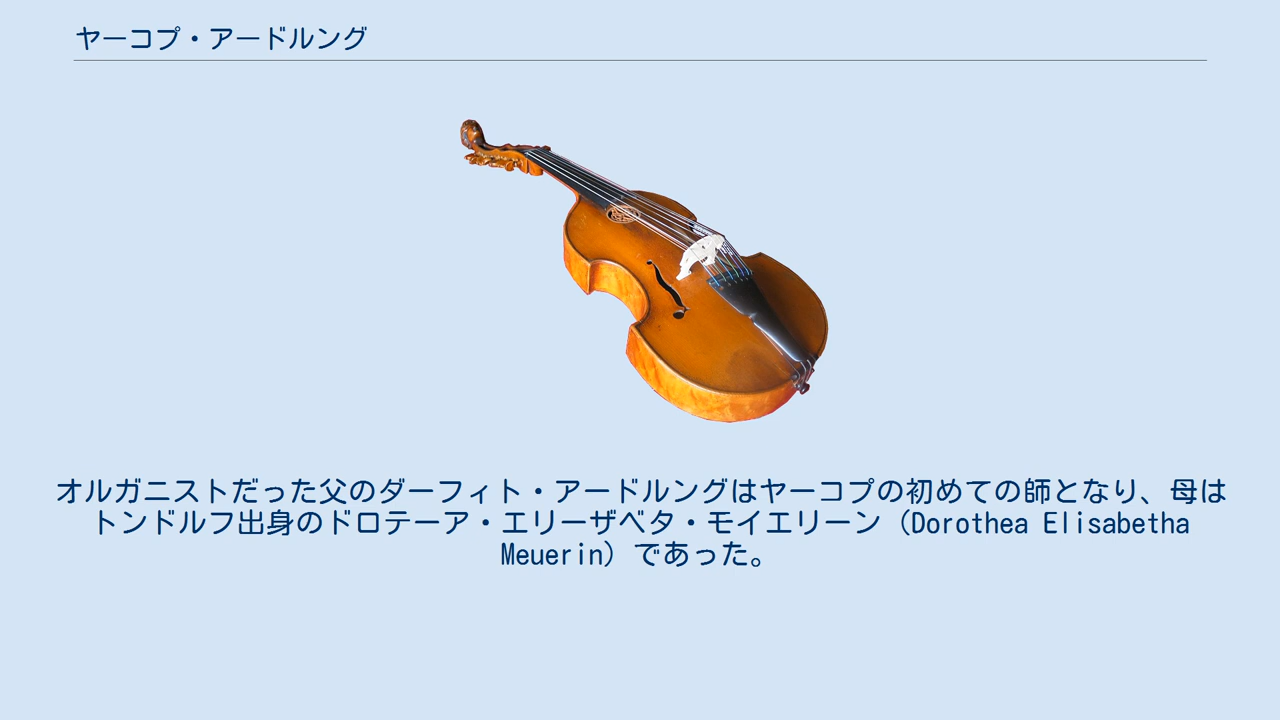 ヤーコプ・アードルング
オルガニストだった父のダーフィト・アードルングはヤーコプの初めての師となり、母は
トンドルフ出身のドロテーア・エリーザベタ・モイエリーン（Dorothea Elisabetha
Meuerin）であった。